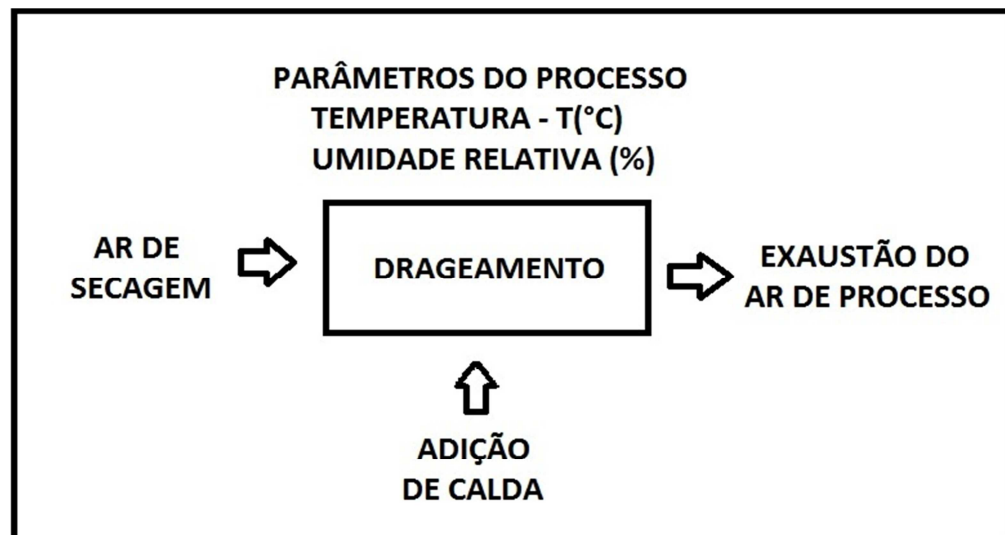 PARÂMETROS DO PROCESSO
TEMPERATURA - T(°C)
UMIDADE RELATIVA (%)
AR DE
SECAGEM
DRAGEAMENTO
EXAUSTÃO DO
AR DE PROCESSO
ADIÇÃO
DE CALDA